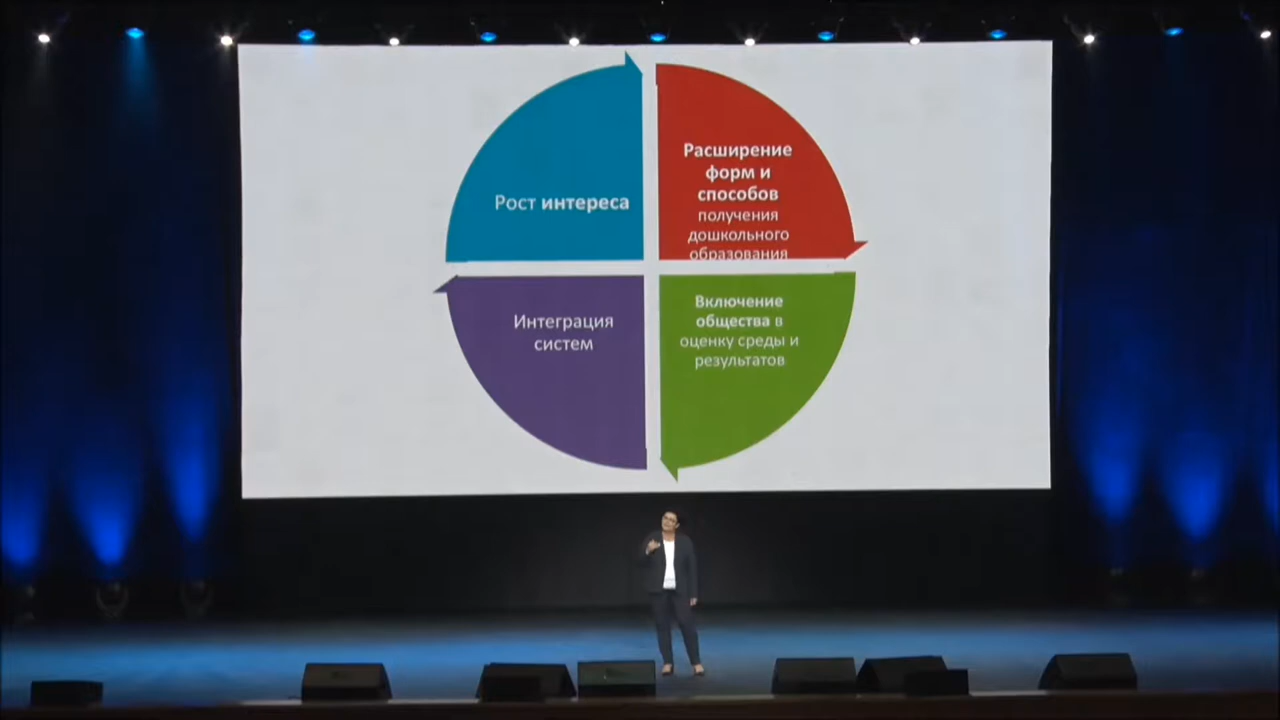 Рост интереса
Расширение
форм и
способов
получения
дошкольного
образования
Интеграция
систем
Включение
общества в
оценку среды и
результатов